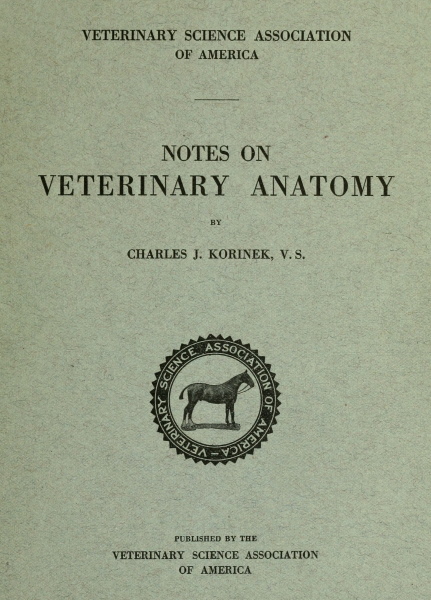 VETERINARY SCIENCE ASSOCIATION
OF AMERICA
NOTES ON
VETERINARY ANATOMY
BY
CHARLES J. KORINEK, V. S.
VETERINARY SCIENCE ASSOCIATION OF AMERICA
PUBLISHED BY THE
VETERINARY SCIENCE ASSOCIATION
OF AMERICA